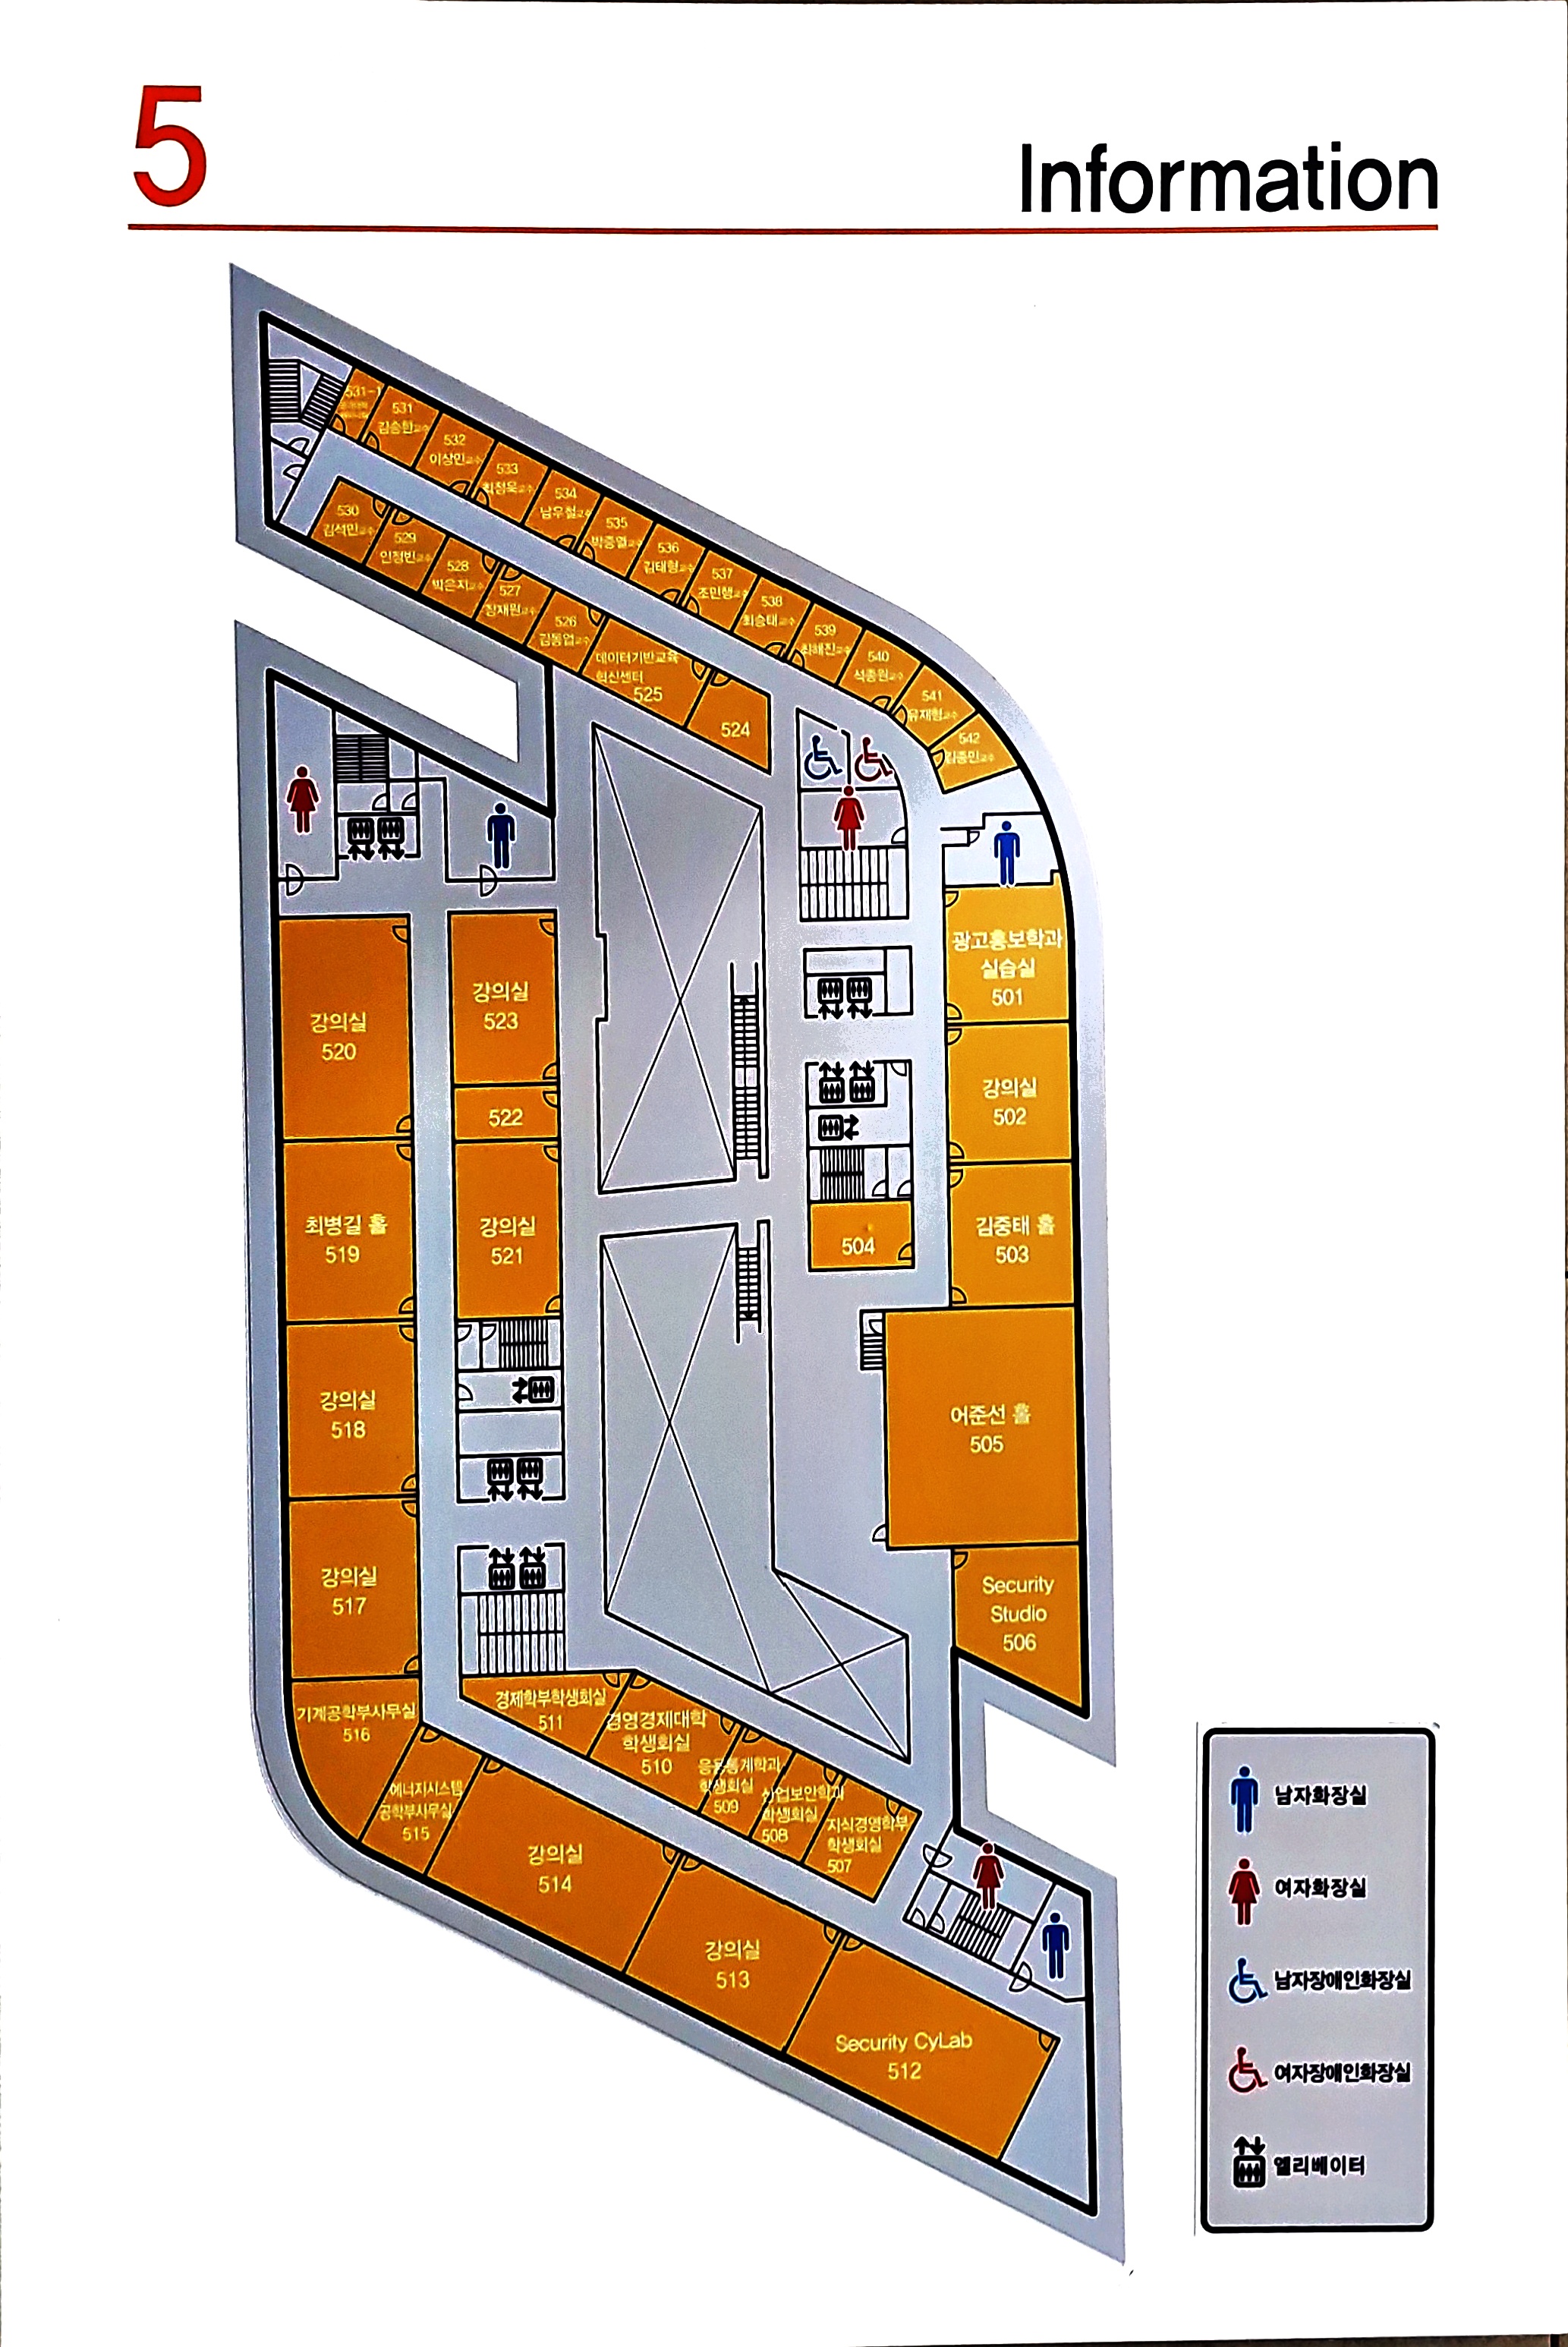 5
Information
531-1
531
김승한교수
532
이상민교수
533
최청욱교수
534
남우철교수
535
박중열교수
536
김태형교수
537
조민행교수
538
최승태교수
539
최해진교수
540
석종원교수
541
유재형교수
542
김종민교수
530
김석민교수
529
인정빈교수
528
박은지교수
527
장재원교수
526
김동업교수
데이터기반교육
혁신센터
525
524
광고홍보학과
실습실
501
강의실
502
김중태 홀
503
504
어준선 홀
505
Security
Studio
506
강의실
520
강의실
523
522
최병길 홀
519
강의실
521
강의실
518
강의실
517
기계공학부사무실
516
에너지시스템
공학부사무실
515
경제학부학생회실
511
경영경제대학
학생회실
510
응용통계학과
학생회실
509
산업보안학과
학생회실
508
지식경영학부
학생회실
507
강의실
514
강의실
513
Security CyLab
512
남자화장실
여자화장실
남자장애인화장실
여자장애인화장실
엘리베이터